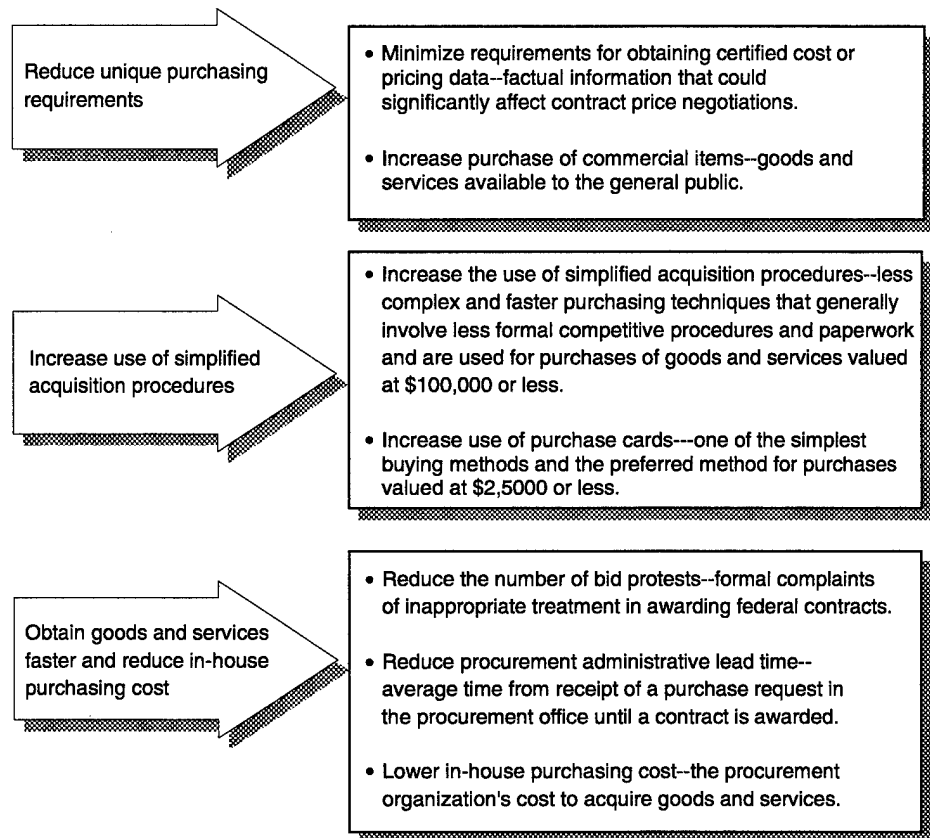 Reduce unique purchasing
requirements
• Minimize requirements for obtaining certified cost or
pricing data--factual information that could
significantly affect contract price negotiations.
• Increase purchase of commercial items--goods and
services available to the general public.
Increase use of simplified
acquisition procedures
• Increase the use of simplified acquisition procedures--less
complex and faster purchasing techniques that generally
involve less formal competitive procedures and paperwork
and are used for purchases of goods and services valued
at $100,000 or less.
• Increase use of purchase cards---one of the simplest
buying methods and the preferred method for purchases
valued at $2,5000 or less.
Obtain goods and services
faster and reduce in-house
purchasing cost
• Reduce the number of bid protests--formal complaints
of inappropriate treatment in awarding federal contracts.
• Reduce procurement administrative lead time--
average time from receipt of a purchase request in
the procurement office until a contract is awarded.
• Lower in-house purchasing cost--the procurement
organization's cost to acquire goods and services.